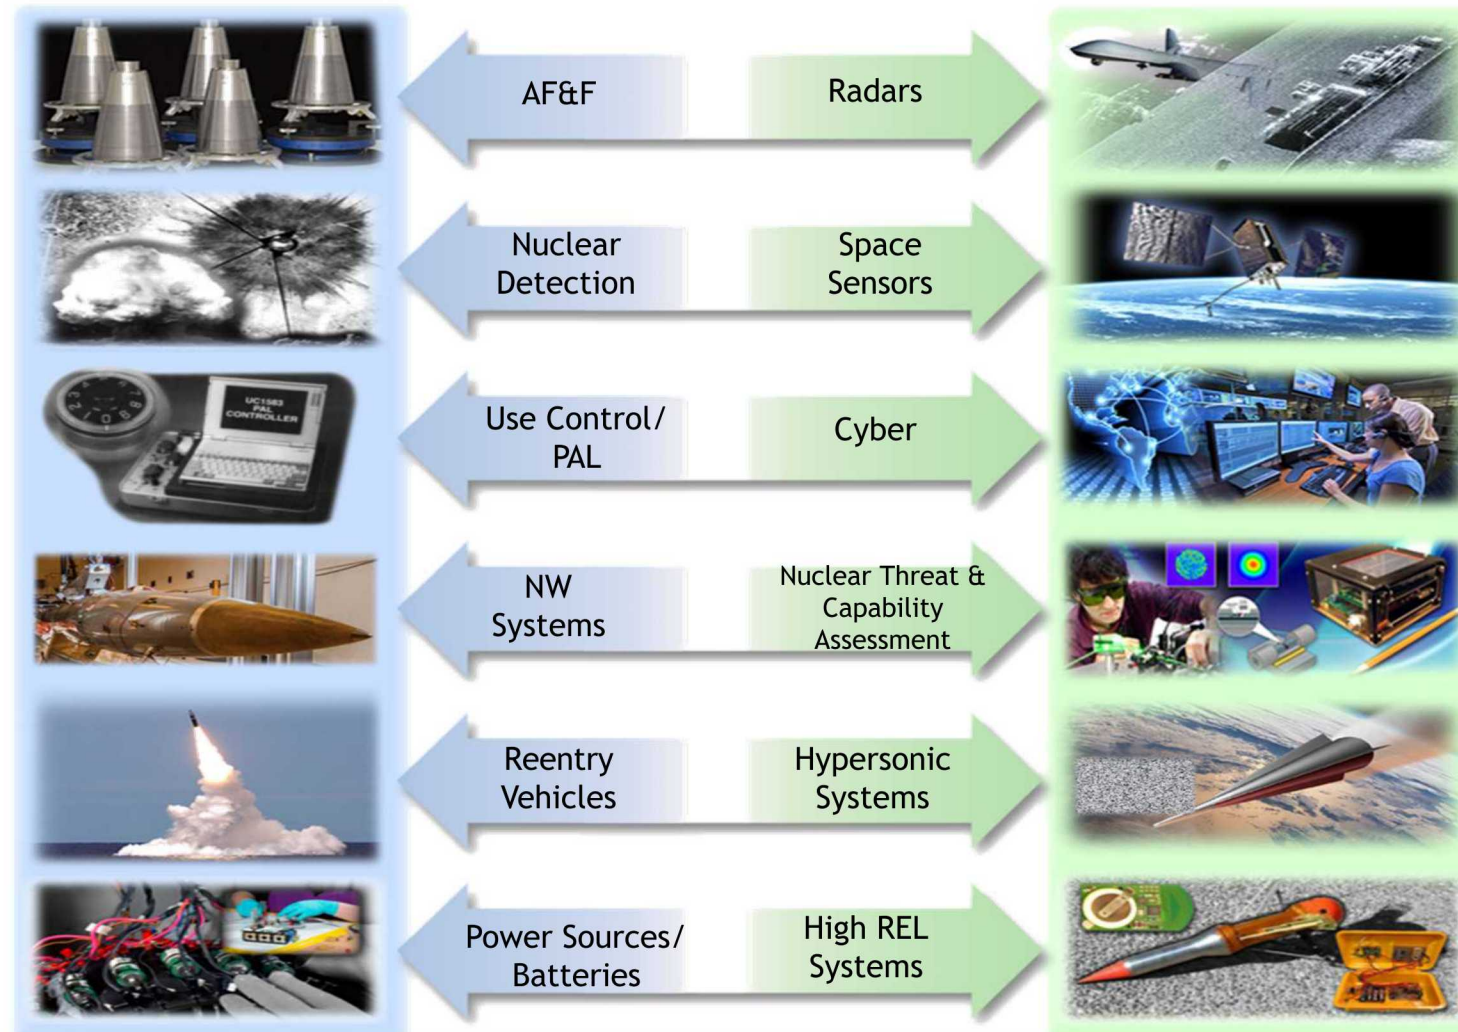 AF&F
Radars
Nuclear
Detection
Space
Sensors
UC1583
PAL
CONTROLLER
Use Control/
PAL
Cyber
NW
Systems
Nuclear Threat &
Capability
Assessment
Reentry
Vehicles
Hypersonic
Systems
Power Sources/
Batteries
High REL
Systems